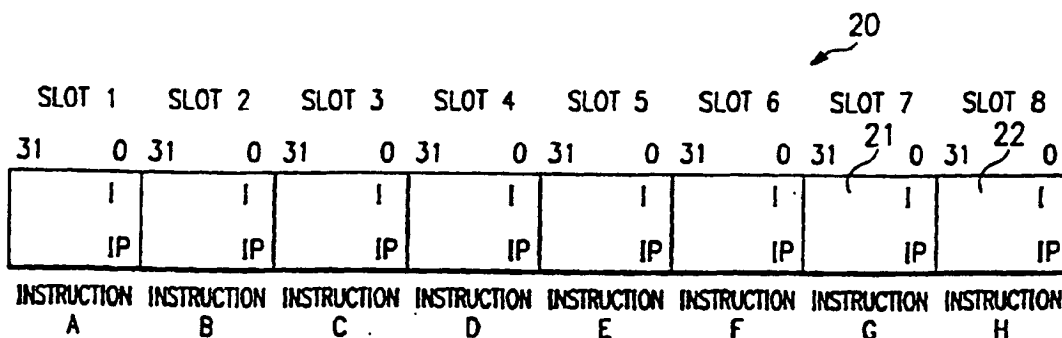 20
SLOT 1 SLOT 2 SLOT 3 SLOT 4 SLOT 5 SLOT 6 SLOT 7 SLOT 8
21 22
31 0 31 0 31 0 31 0 31 0 31 0 31 0 31 0
I I I I I I I I
IP IP IP IP IP IP IP IP
INSTRUCTION INSTRUCTION INSTRUCTION INSTRUCTION INSTRUCTION INSTRUCTION INSTRUCTION INSTRUCTION
A B C D E F G H